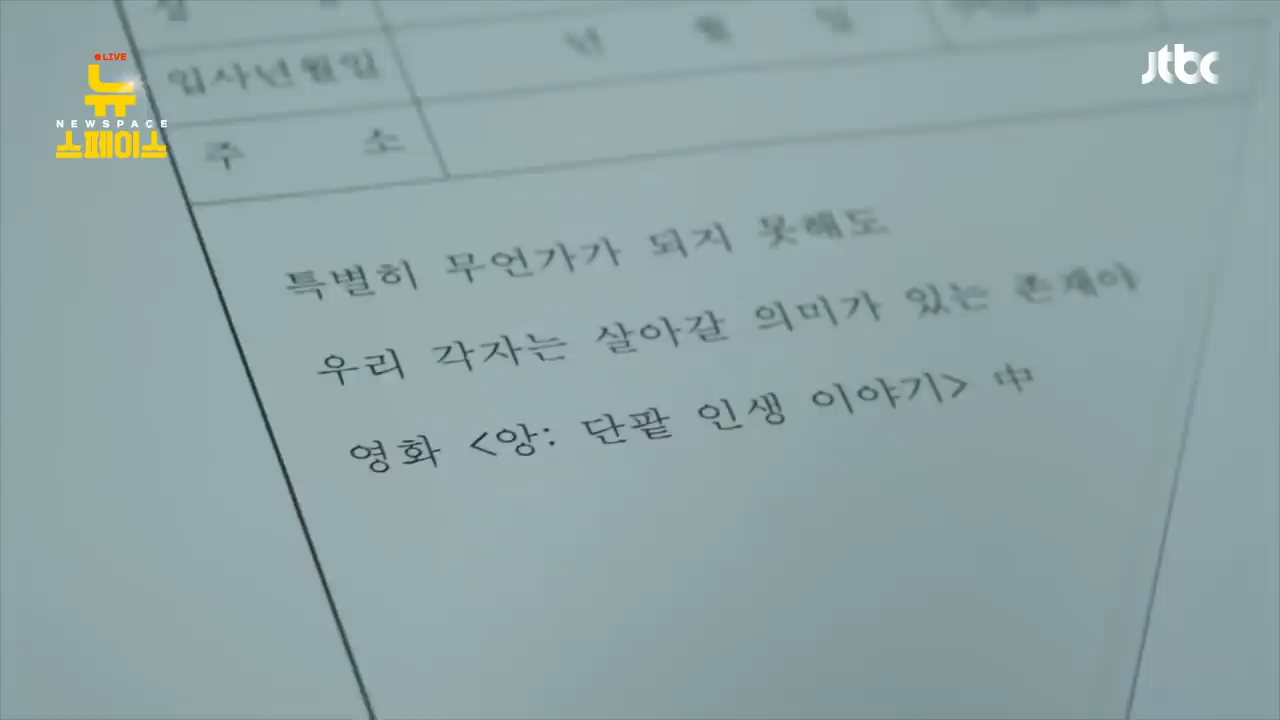 LIVE
뉴
NEWSPACE
스페이스
jtbc
년 월 일
입사년월일
주 소
특별히 무언가가 되지 못해도
우리 각자는 살아갈 의미가 있는 존재야
영화 <앙: 단팥 인생 이야기> 中